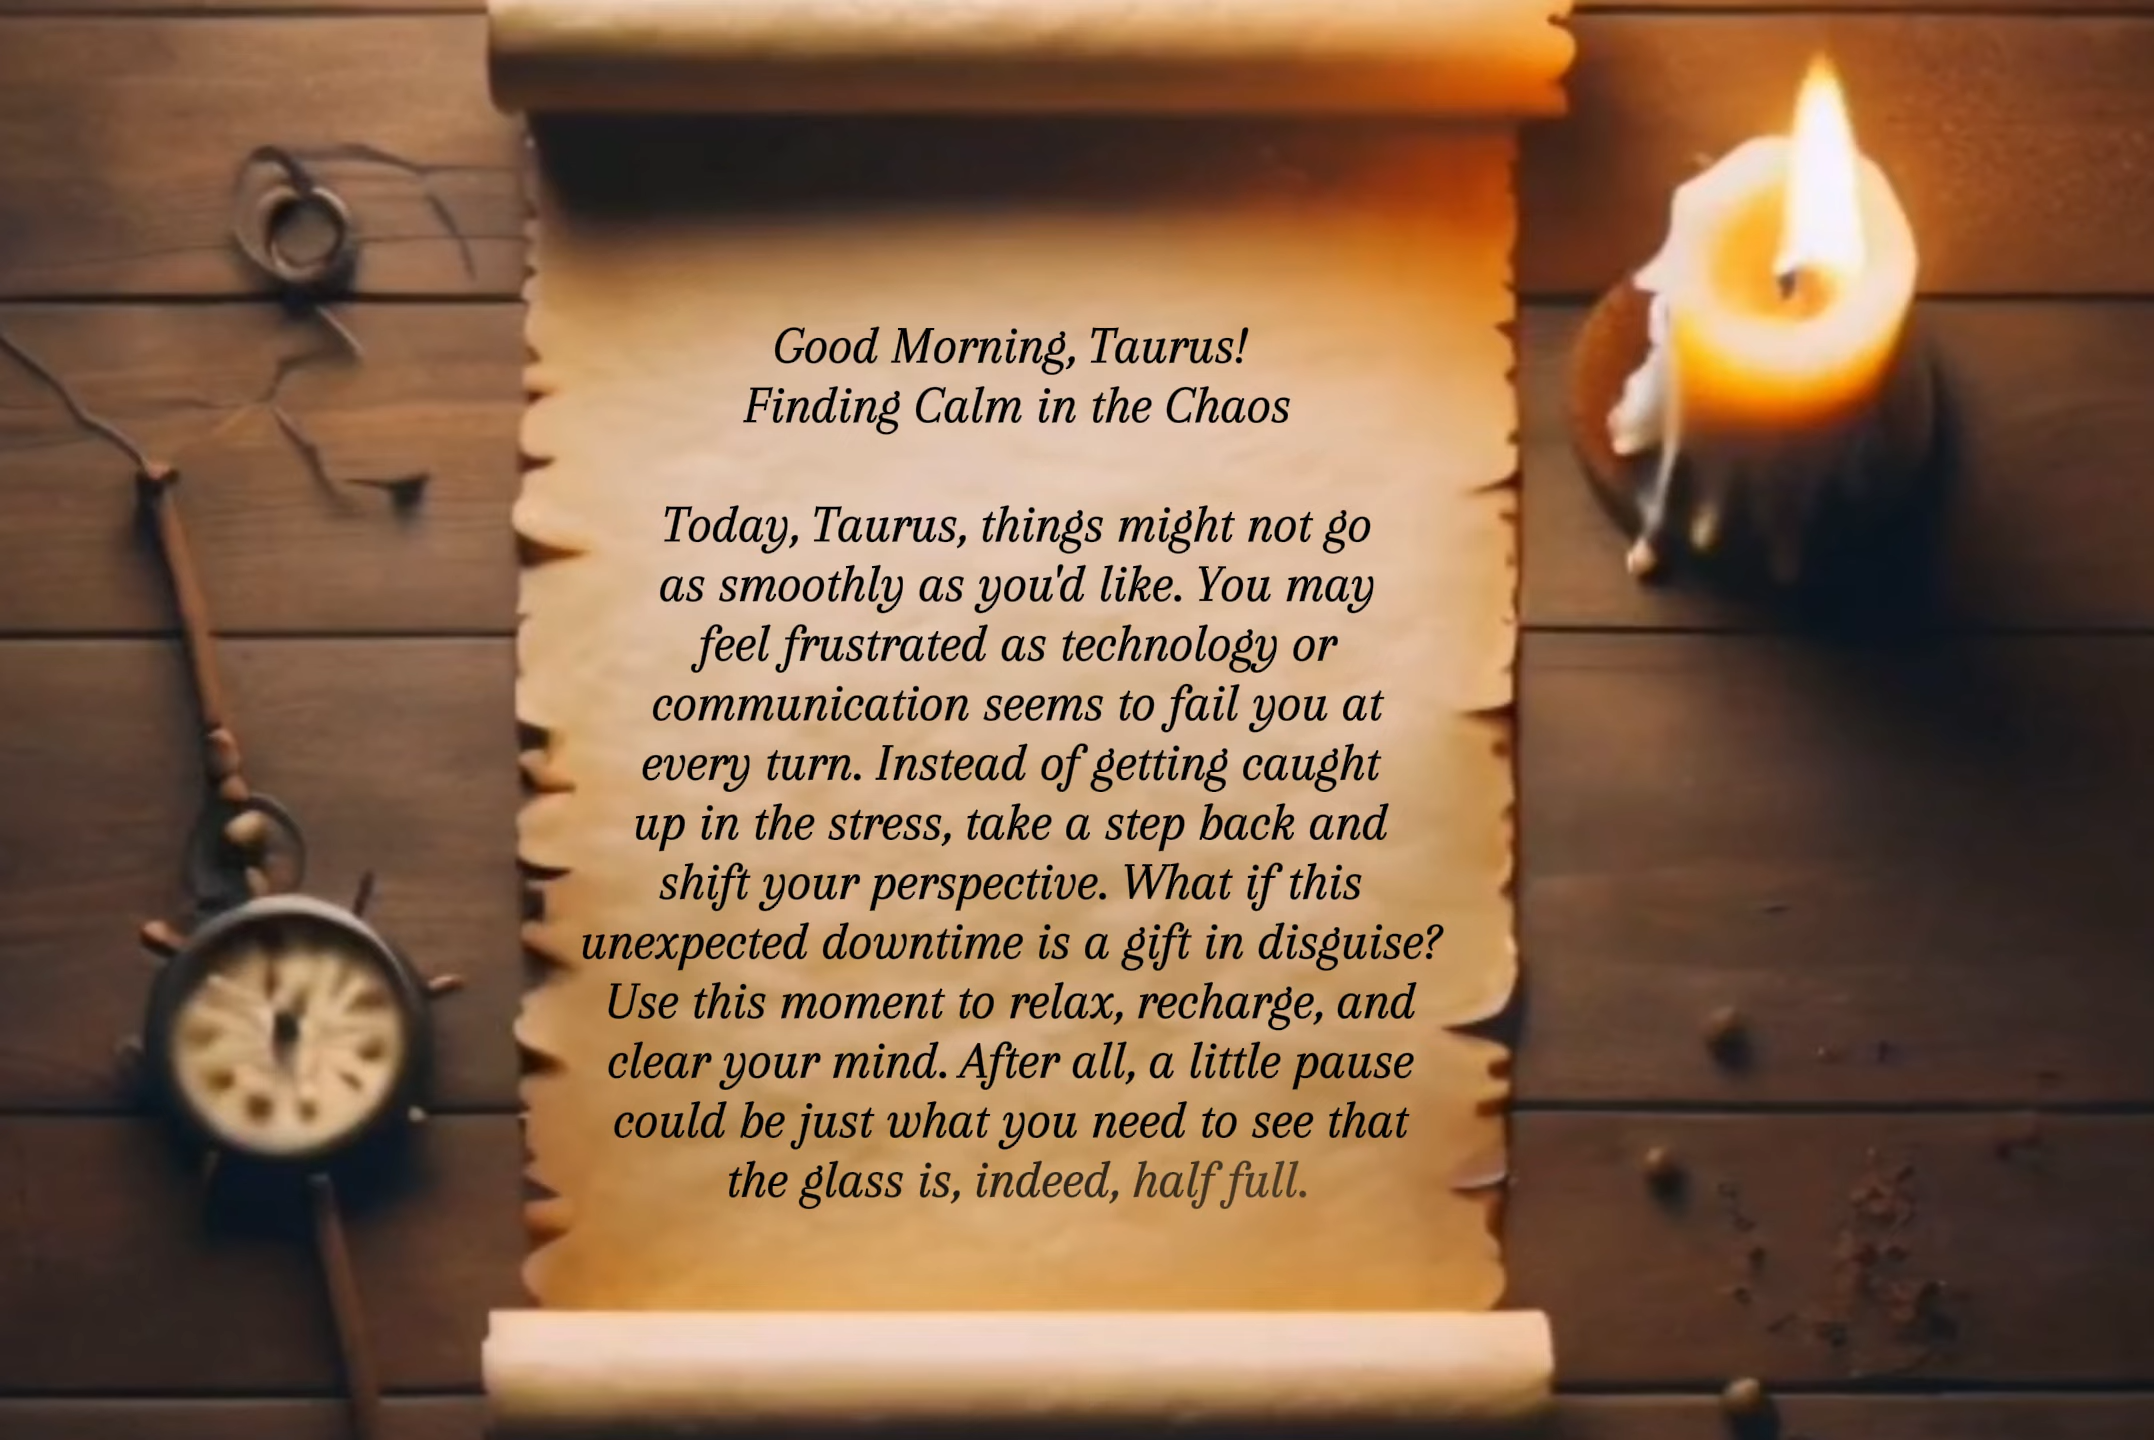 Good Morning, Taurus!
Finding Calm in the Chaos
Today, Taurus, things might not go
as smoothly as you'd like. You may
feel frustrated as technology or
communication seems to fail you at
every turn. Instead of getting caught
up in the stress, take a step back and
shift your perspective. What if this
unexpected downtime is a gift in disguise?
Use this moment to relax, recharge, and
clear your mind. After all, a little pause
could be just what you need to see that
the glass is, indeed, half full.